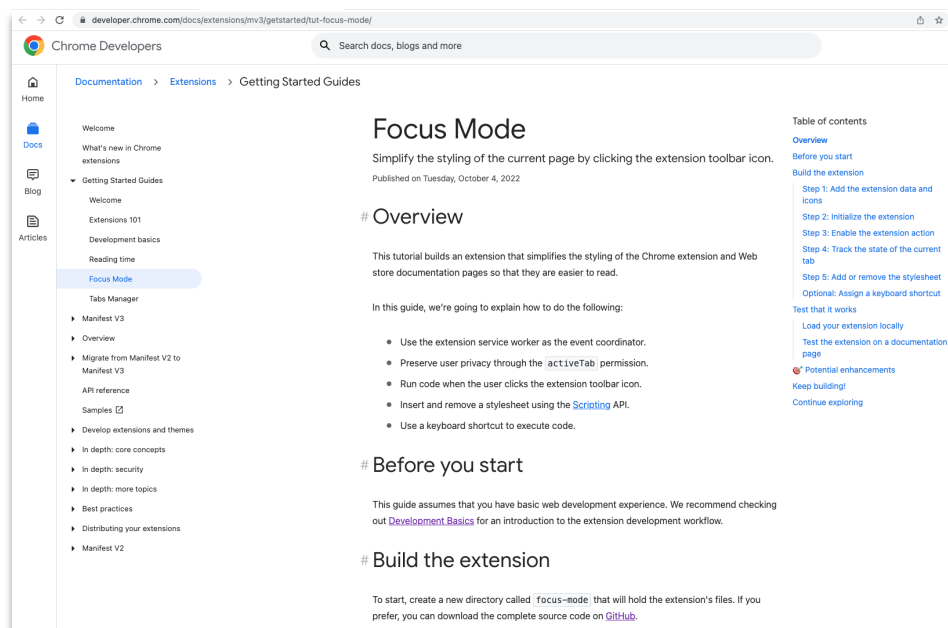 developer.chrome.com/docs/extensions/mv3/getstarted/tut-focus-mode/
Chrome Developers
Search docs, blogs and more
Home
Docs
Blog
Articles
Documentation > Extensions > Getting Started Guides
Welcome
What's new in Chrome
extensions
Getting Started Guides
Welcome
Extensions 101
Development basics
Reading time
Focus Mode
Tabs Manager
Manifest V3
Overview
Migrate from Manifest V2 to
Manifest V3
API reference
Samples
Develop extensions and themes
In depth: core concepts
In depth: security
In depth: more topics
Best practices
Distributing your extensions
Manifest V2
Focus Mode
Simplify the styling of the current page by clicking the extension toolbar icon.
Published on Tuesday, October 4, 2022
# Overview
This tutorial builds an extension that simplifies the styling of the Chrome extension and Web
store documentation pages so that they are easier to read.
In this guide, we're going to explain how to do the following:
Use the extension service worker as the event coordinator.
Preserve user privacy through the activeTab permission.
Run code when the user clicks the extension toolbar icon.
Insert and remove a stylesheet using the Scripting API.
Use a keyboard shortcut to execute code.
# Before you start
This guide assumes that you have basic web development experience. We recommend checking
out Development Basics for an introduction to the extension development workflow.
# Build the extension
To start, create a new directory called focus-mode that will hold the extension's files. If you
prefer, you can download the complete source code on GitHub.
Table of contents
Overview
Before you start
Build the extension
Step 1: Add the extension data and
icons
Step 2: Initialize the extension
Step 3: Enable the extension action
Step 4: Track the state of the current
tab
Step 5: Add or remove the stylesheet
Optional: Assign a keyboard shortcut
Test that it works
Load your extension locally
Test the extension on a documentation
page
🎯 Potential enhancements
Keep building!
Continue exploring